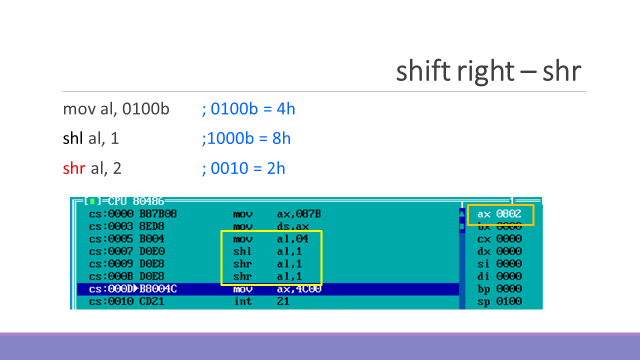 shift right – shr
mov al, 0100b ; 0100b = 4h
shl al, 1 ;1000b = 8h
shr al, 2 ; 0010 = 2h
[■]=CPU 80486 1
cs:0000 B87B08 mov ax,087B ax 0802
cs:0003 8ED8 mov ds,ax bx 0000
cs:0005 B004 mov al,04 cx 0000
cs:0007 D0E0 shl al,1 dx 0000
cs:0009 D0E8 shr al,1 si 0000
cs:000B D0E8 shr al,1 di 0000
cs:000D▶B8004C mov ax,4C00 bp 0000
cs:0010 CD21 int 21 sp 0100